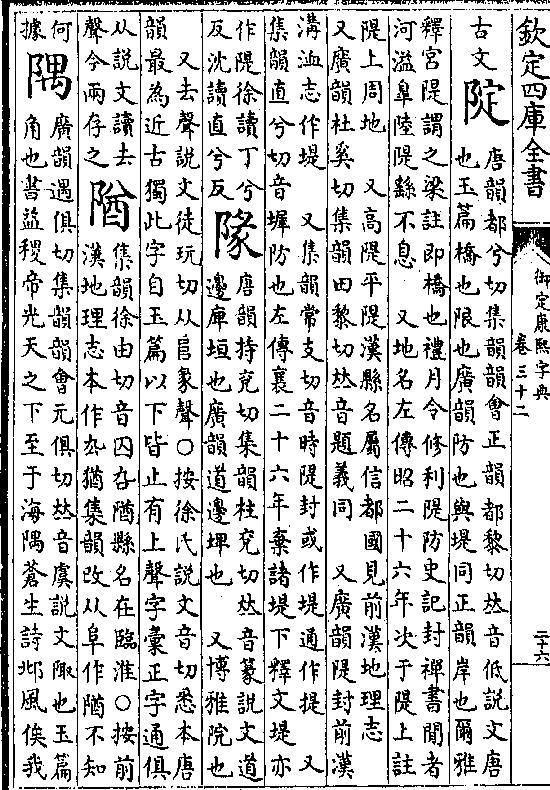 欽定四庫全書
御定康熙字典
卷三十二
二十六
古文
唐韻都兮切集韻韻會正韻都黎切𠀤音低說文唐
也玉篇橋也限也廣韻防也與堤同正韻岸也爾雅
釋宮隄謂之梁註即橋也禮月令修利隄防史記封禪書間者
河溢臯陸隄繇不息　又地名左傳昭二十六年次于隄上註
隄上周地　又高隄平隄漢縣名屬信都國見前漢地理志
又廣韻杜奚切集韻田黎切𠀤音題義同　又廣韻隄封前漢
溝洫志作堤　又集韻常支切音時隄封或作堤通作提　又
集韻直兮切音墀防也左傳襄二十六年棄諸堤下釋文堤亦
作隄徐讀丁兮
反沈讀直兮反
唐韻持兖切集韻柱兖切𠀤音篆說文道
邊庳垣也廣韻道邊埤也　又博雅院也
又去聲說文徒玩切从𨸏彖聲○按徐氏說文音切悉本唐
韻最為近古獨此字自玉篇以下皆止有上聲字彙正字通俱
从說文讀去
聲今兩存之
䧝
集韻徐由切音囚厹䧝縣名在臨淮○按前
漢地理志本作厹猶集韻改从阜作䧝不知
何
據
隅
廣韻遇俱切集韻韻會元俱切𠀤音虞說文陬也玉篇
角也書益稷帝光天之下至于海隅蒼生詩邶風俟我